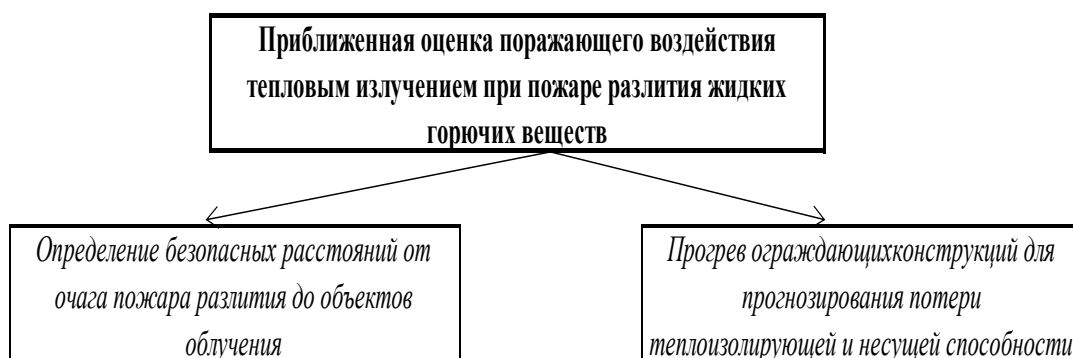 Приближенная оценка поражающего воздействия
тепловым излучением при пожаре разлития жидких
горючих веществ
Определение безопасных расстояний от
очага пожара разлития до объектов
облучения
Прогрев ограждающихконструкций для
прогнозирования потери
теплоизолирующей и несущей способности